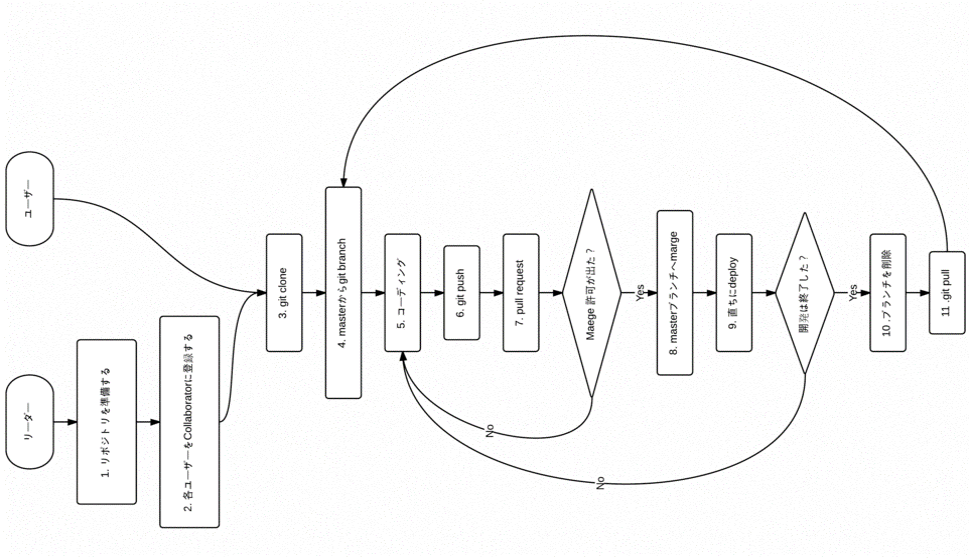 リーダー
ユーザー
1. リポジトリを準備する
2. 各ユーザーをCollaboratorに登録する
3. git clone
4. masterからgit branch
5. コーディング
6. git push
7. pull request
Maege 許可が出た？
No
Yes
8. masterブランチへmarge
9. 直ちにdeploy
開発は終了した？
No
Yes
10 .ブランチを削除
11 .git pull